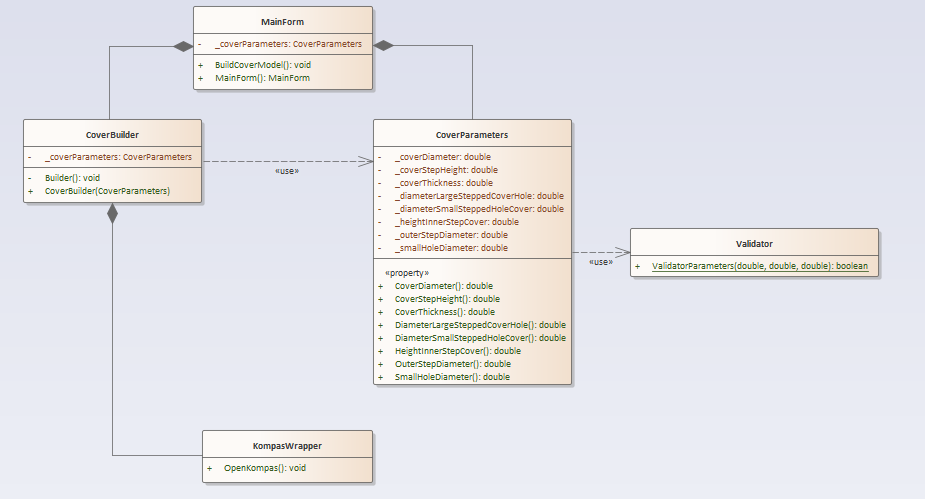 MainForm
- _coverParameters: CoverParameters
+ BuildCoverModel(): void
+ MainForm(): MainForm
CoverBuilder
- _coverParameters: CoverParameters
- Builder(): void
+ CoverBuilder(CoverParameters)
«use»
CoverParameters
- _coverDiameter: double
- _coverStepHeight: double
- _coverThickness: double
- _diameterLargeSteppedCoverHole: double
- _diameterSmallSteppedHoleCover: double
- _heightInnerStepCover: double
- _outerStepDiameter: double
- _smallHoleDiameter: double
«property»
+ CoverDiameter(): double
+ CoverStepHeight(): double
+ CoverThickness(): double
+ DiameterLargeSteppedCoverHole(): double
+ DiameterSmallSteppedHoleCover(): double
+ HeightInnerStepCover(): double
+ OuterStepDiameter(): double
+ SmallHoleDiameter(): double
«use»
Validator
+ ValidatorParameters(double, double, double): boolean
KompasWrapper
+ OpenKompas(): void